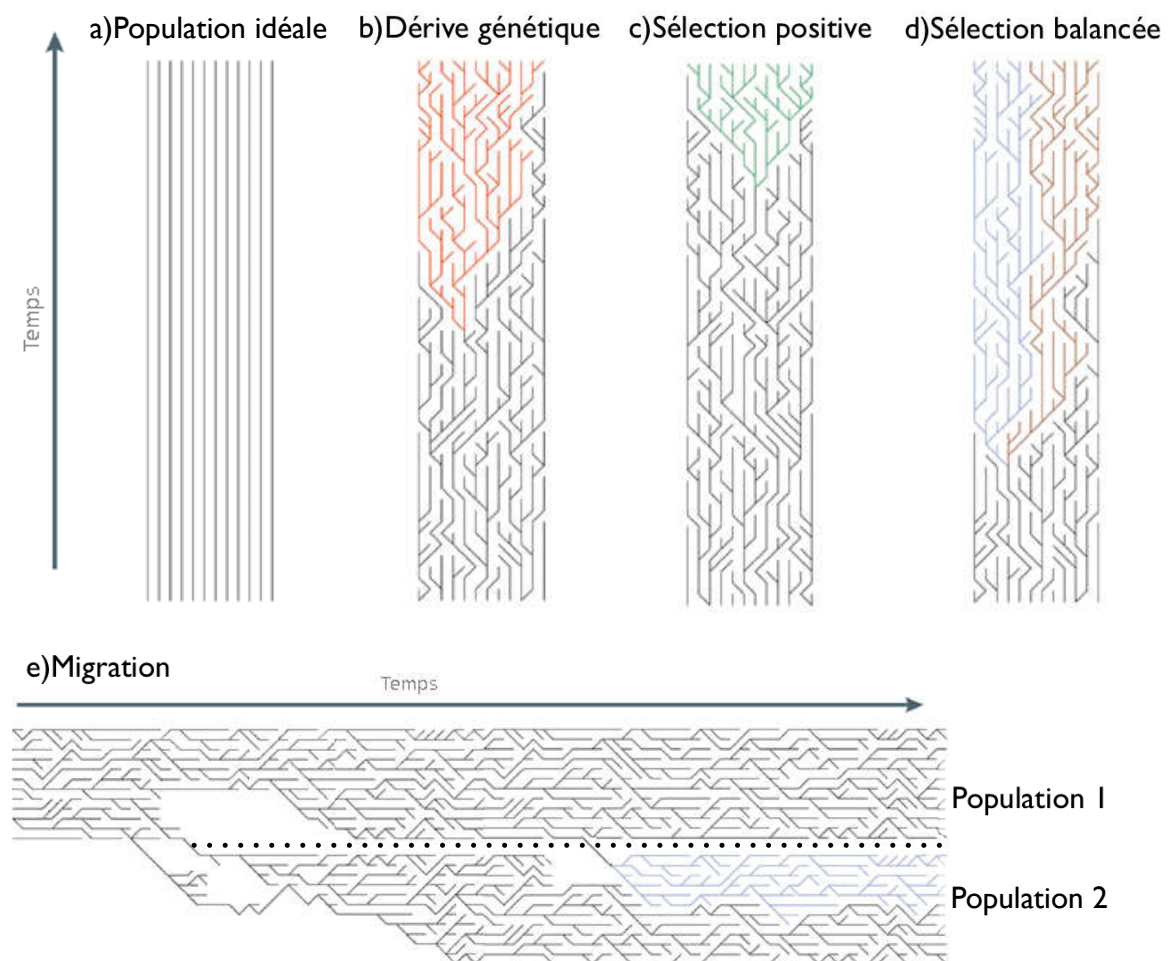 a)Population idéale
b)Dérive génétique
c)Sélection positive
d)Sélection balancée
Temps
e)Migration
Temps
Population 1
Population 2